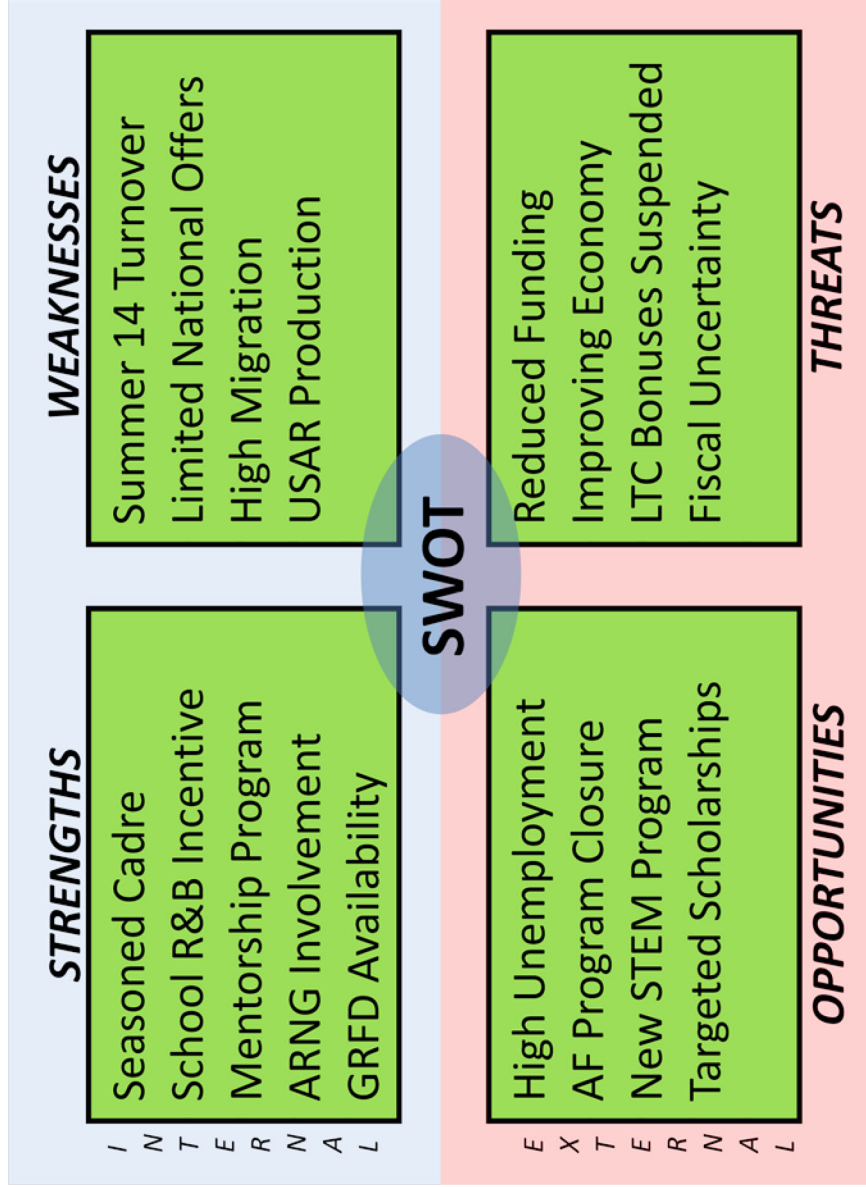 STRENGTHS
WEAKNESSES
INTERNAL
Seasoned Cadre
School R&B Incentive
Mentorship Program
ARNG Involvement
GRFD Availability
Summer 14 Turnover
Limited National Offers
High Migration
USAR Production
SWOT
EXTERNAL
High Unemployment
AF Program Closure
New STEM Program
Targeted Scholarships
Reduced Funding
Improving Economy
LTC Bonuses Suspended
Fiscal Uncertainty
OPPORTUNITIES
THREATS